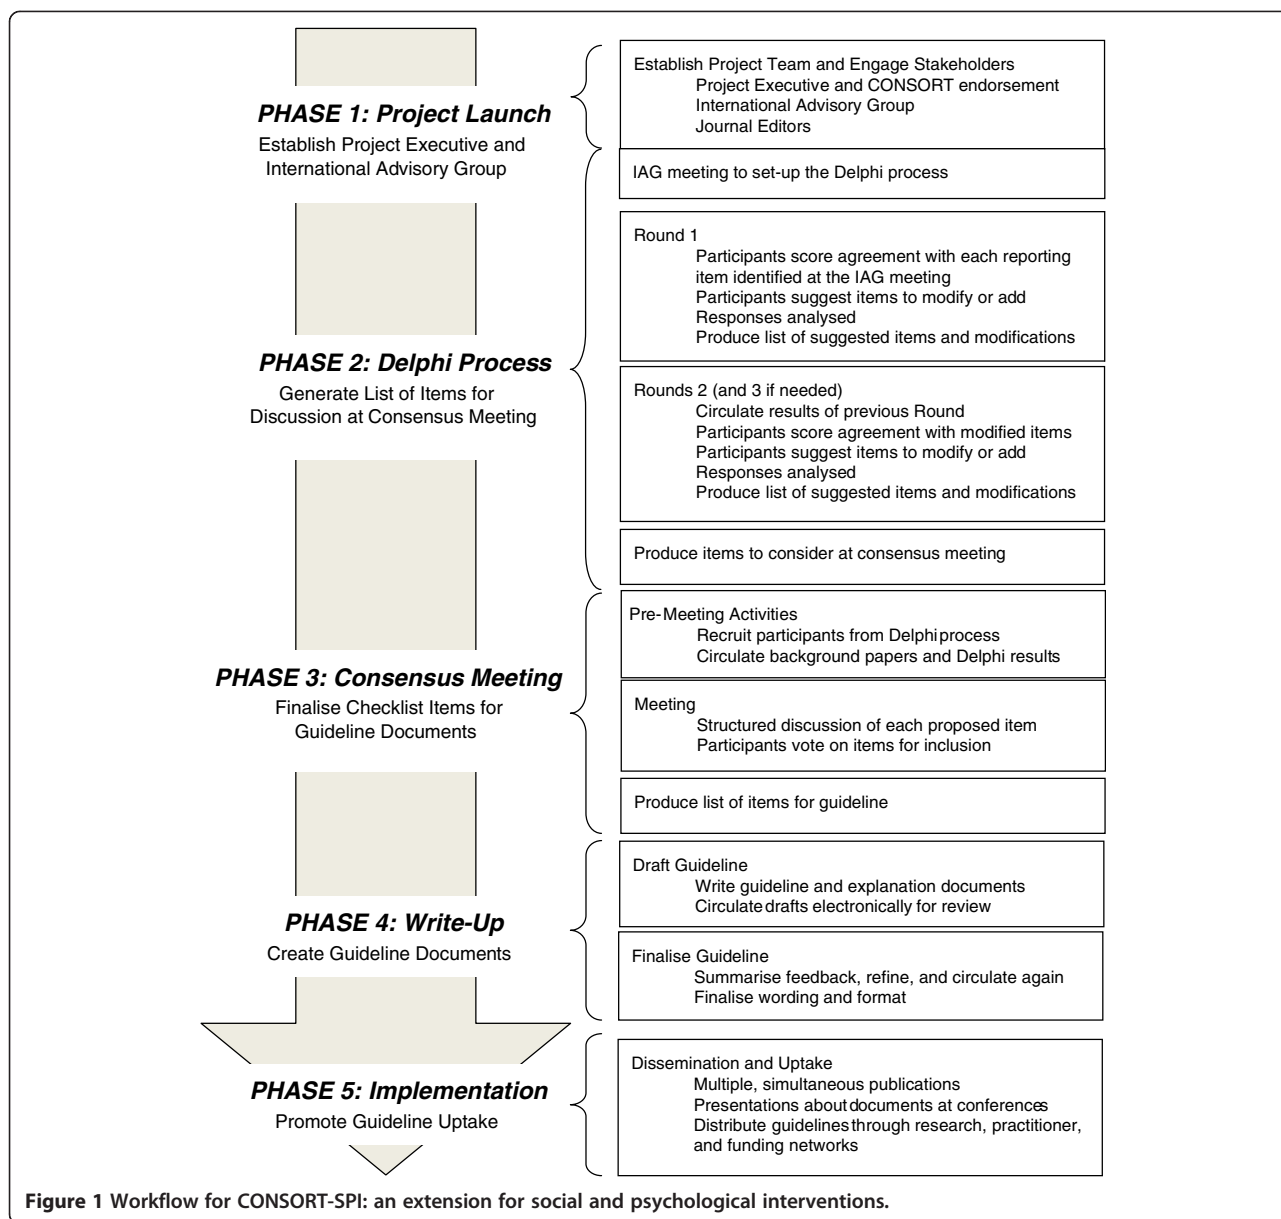 PHASE 1: Project Launch
Establish Project Executive and
International Advisory Group
Establish Project Team and Engage Stakeholders
Project Executive and CONSORT endorsement
International Advisory Group
Journal Editors
PHASE 2: Delphi Process
Generate List of Items for
Discussion at Consensus Meeting
IAG meeting to set-up the Delphi process
Round 1
Participants score agreement with each reporting
item identified at the IAG meeting
Participants suggest items to modify or add
Responses analysed
Produce list of suggested items and modifications
Rounds 2 (and 3 if needed)
Circulate results of previous Round
Participants score agreement with modified items
Participants suggest items to modify or add
Responses analysed
Produce list of suggested items and modifications
Produce items to consider at consensus meeting
PHASE 3: Consensus Meeting
Finalise Checklist Items for
Guideline Documents
Pre-Meeting Activities
Recruit participants from Delphi process
Circulate background papers and Delphi results
Meeting
Structured discussion of each proposed item
Participants vote on items for inclusion
Produce list of items for guideline
PHASE 4: Write-Up
Create Guideline Documents
Draft Guideline
Write guideline and explanation documents
Circulate drafts electronically for review
Finalise Guideline
Summarise feedback, refine, and circulate again
Finalise wording and format
PHASE 5: Implementation
Promote Guideline Uptake
Dissemination and Uptake
Multiple, simultaneous publications
Presentations about documents at conferences
Distribute guidelines through research, practitioner,
and funding networks
Figure 1 Workflow for CONSORT-SPI: an extension for social and psychological interventions.